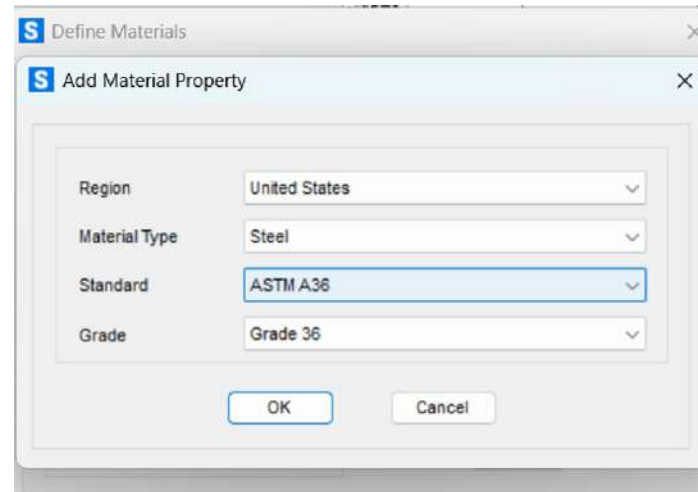 S Define Materials
S Add Material Property
Region United States
Material Type Steel
Standard ASTM A36
Grade Grade 36
OK Cancel